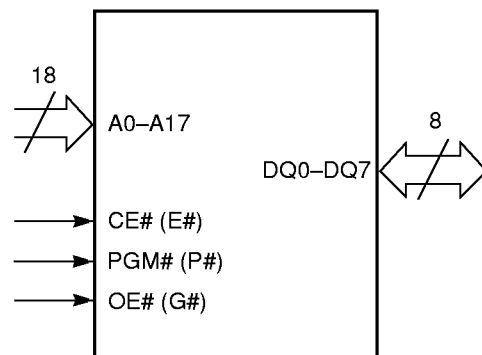 18
A0–A17
8
DQ0–DQ7
CE# (E#)
PGM# (P#)
OE# (G#)